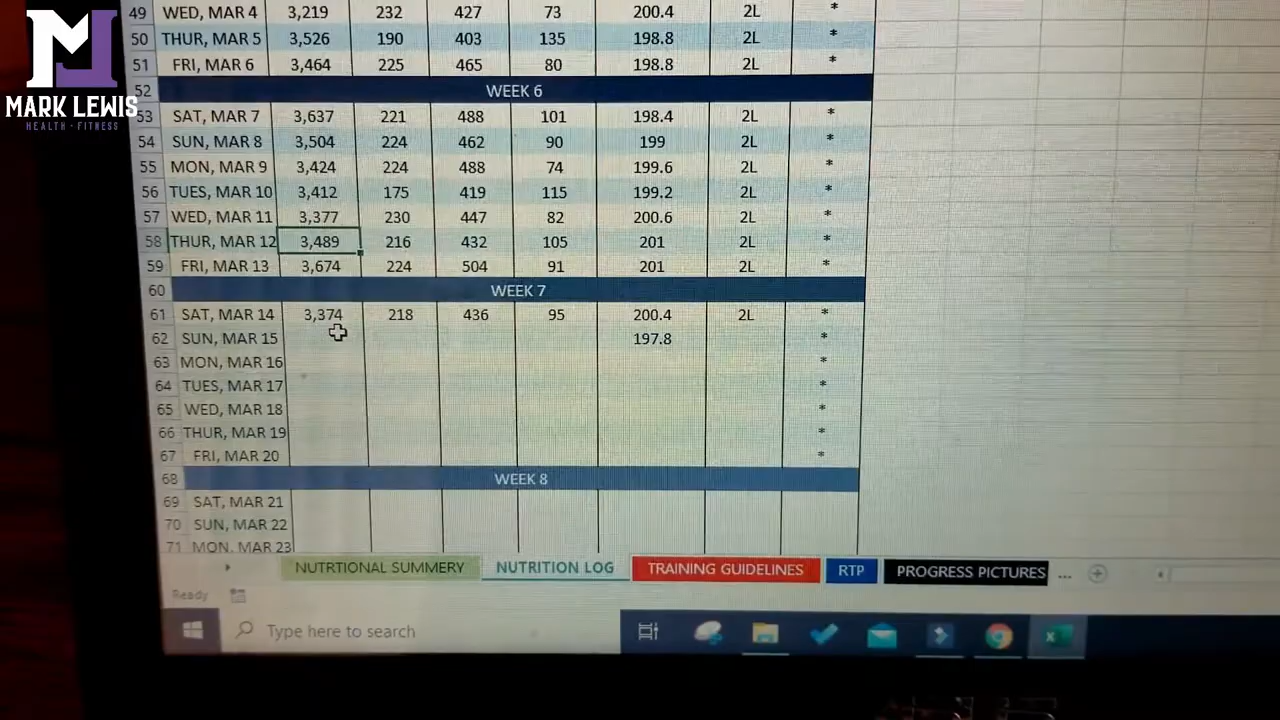 MARK LEWIS
HEALTH · FITNESS
49 WED, MAR 4 3,219 232 427 73 200.4 2L *
50 THUR, MAR 5 3,526 190 403 135 198.8 2L *
51 FRI, MAR 6 3,464 225 465 80 198.8 2L *
52 WEEK 6
53 SAT, MAR 7 3,637 221 488 101 198.4 2L *
54 SUN, MAR 8 3,504 224 462 90 199 2L *
55 MON, MAR 9 3,424 224 488 74 199.6 2L *
56 TUES, MAR 10 3,412 175 419 115 199.2 2L *
57 WED, MAR 11 3,377 230 447 82 200.6 2L *
58 THUR, MAR 12 3,489 216 432 105 201 2L *
59 FRI, MAR 13 3,674 224 504 91 201 2L *
60 WEEK 7
61 SAT, MAR 14 3,374 218 436 95 200.4 2L *
62 SUN, MAR 15 197.8 *
63 MON, MAR 16 *
64 TUES, MAR 17 *
65 WED, MAR 18 *
66 THUR, MAR 19 *
67 FRI, MAR 20 *
68 WEEK 8
69 SAT, MAR 21
70 SUN, MAR 22
71 MON, MAR 23
NUTRTIONAL SUMMERY NUTRITION LOG TRAINING GUIDELINES RTP PROGRESS PICTURES ...
Ready
Type here to search